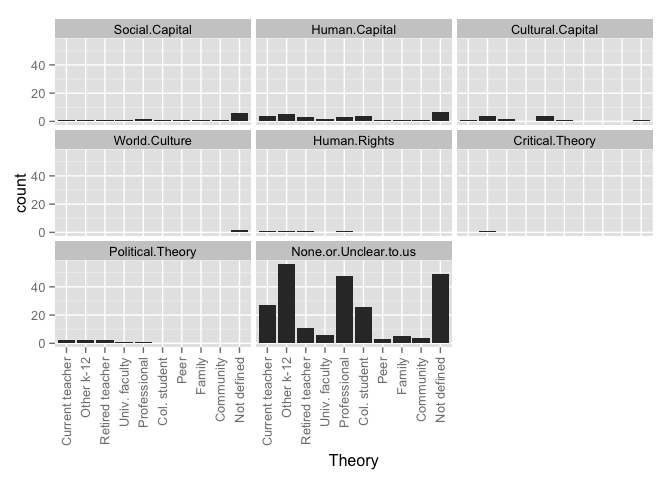 Social.Capital Human.Capital Cultural.Capital
40
20
0
World.Culture Human.Rights Critical.Theory
40
20
0
count
Political.Theory None.or.Unclear.to.us
40
20
0
Current teacher Other k-12 Retired teacher Univ. faculty Professional Col. student Peer Family Community Not defined Current teacher Other k-12 Retired teacher Univ. faculty Professional Col. student Peer Family Community Not defined
Theory